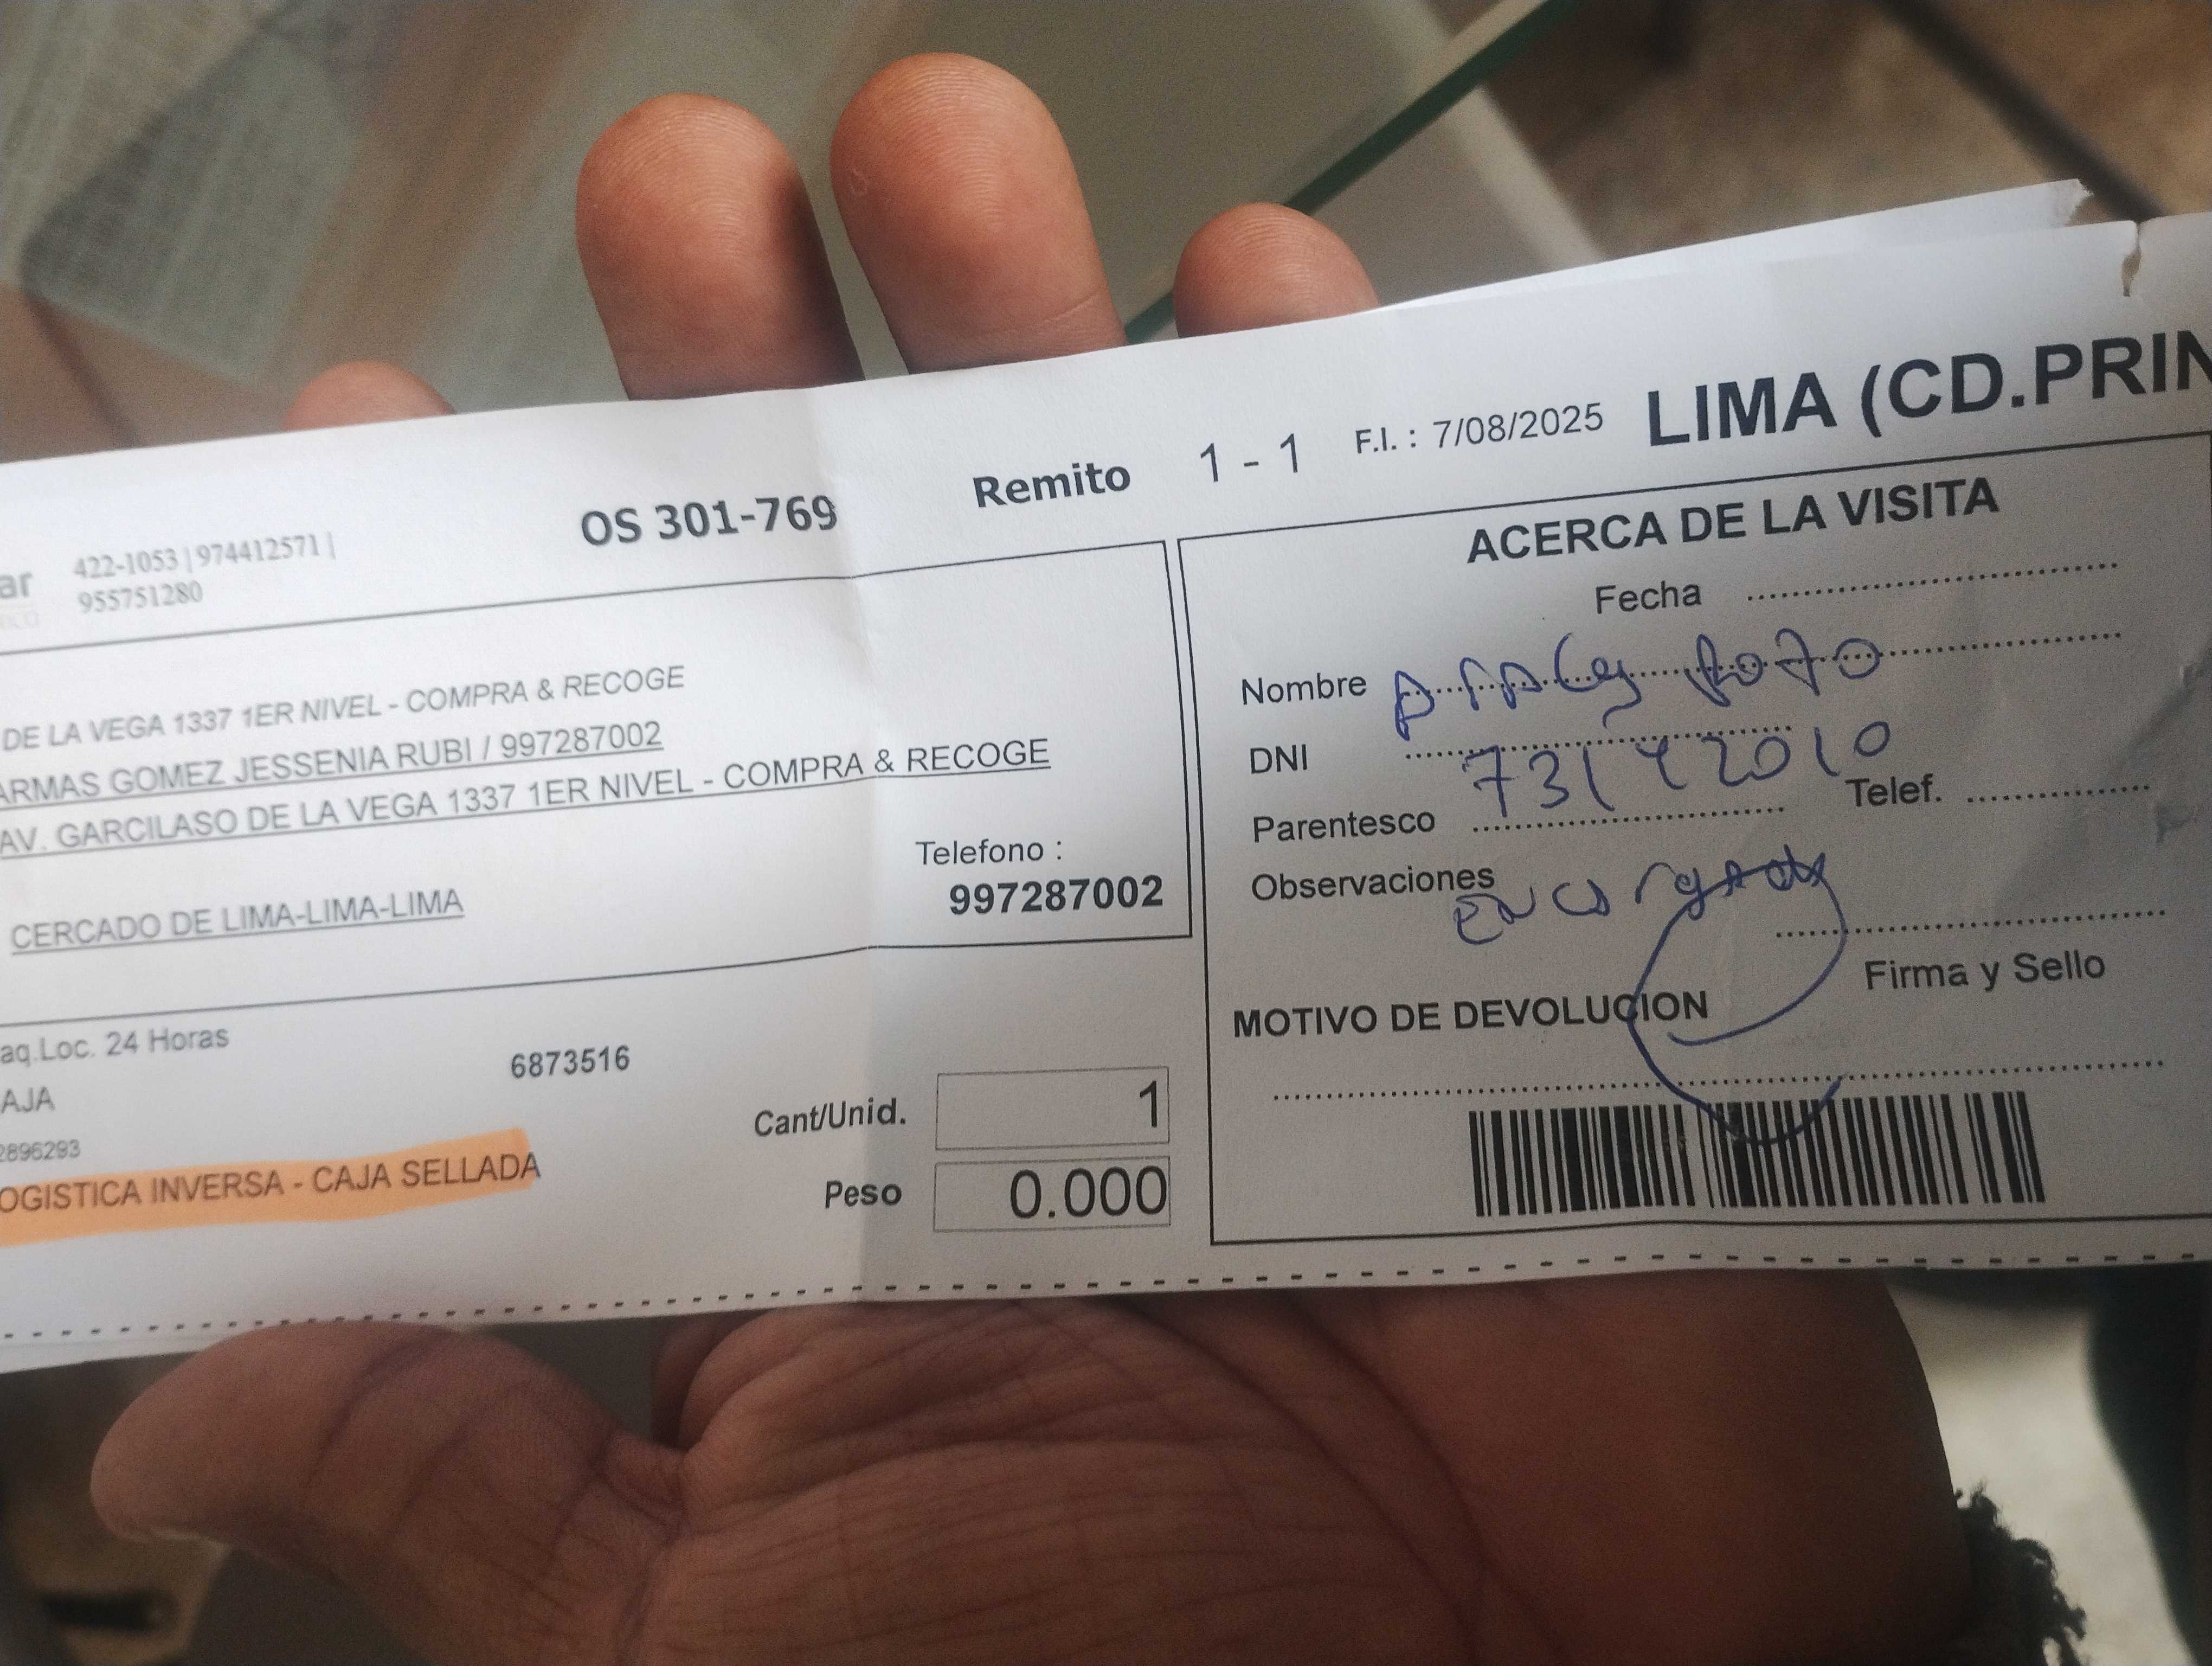 OS 301-769 Remito 1 - 1 F.I. : 7/08/2025 LIMA (CD.PRIN
ar 422-1053 | 974412571 |
955751280
DE LA VEGA 1337 1ER NIVEL - COMPRA & RECOGE
ARMAS GOMEZ JESSENIA RUBI / 997287002
AV. GARCILASO DE LA VEGA 1337 1ER NIVEL - COMPRA & RECOGE
Telefono :
997287002
CERCADO DE LIMA-LIMA-LIMA
aq.Loc. 24 Horas
6873516
AJA
2896293
OGISTICA INVERSA - CAJA SELLADA
Cant/Unid. 1
Peso 0.000
ACERCA DE LA VISITA
Fecha
Nombre
DNI 73142010
Parentesco Telef.
Observaciones encargado
Firma y Sello
MOTIVO DE DEVOLUCION